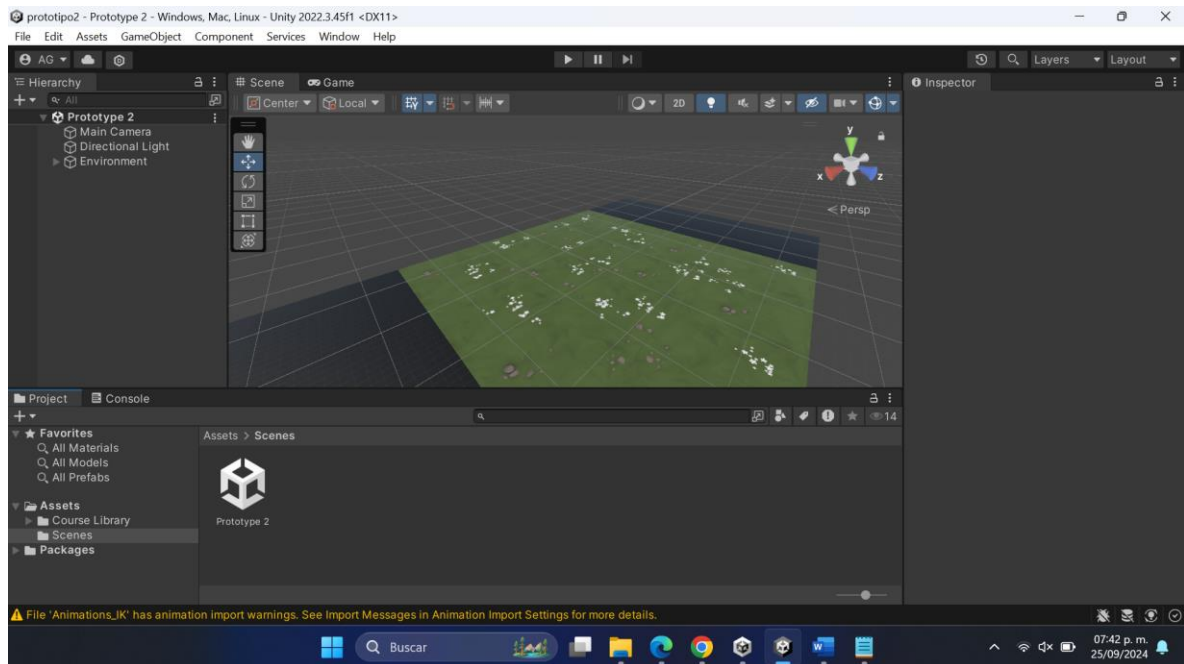 prototipo2 - Prototype 2 - Windows, Mac, Linux - Unity 2022.3.45f1 <DX11>
File Edit Assets GameObject Component Services Window Help
AG Layers Layout
Hierarchy Scene Game Inspector
All Center Local 2D
Prototype 2
Main Camera
Directional Light
Environment
y
x z
Persp
Project Console
14
Favorites Assets > Scenes
All Materials
All Models
All Prefabs
Assets
Course Library Prototype 2
Scenes
Packages
File 'Animations_IK' has animation import warnings. See Import Messages in Animation Import Settings for more details.
Buscar 07:42 p. m.
25/09/2024